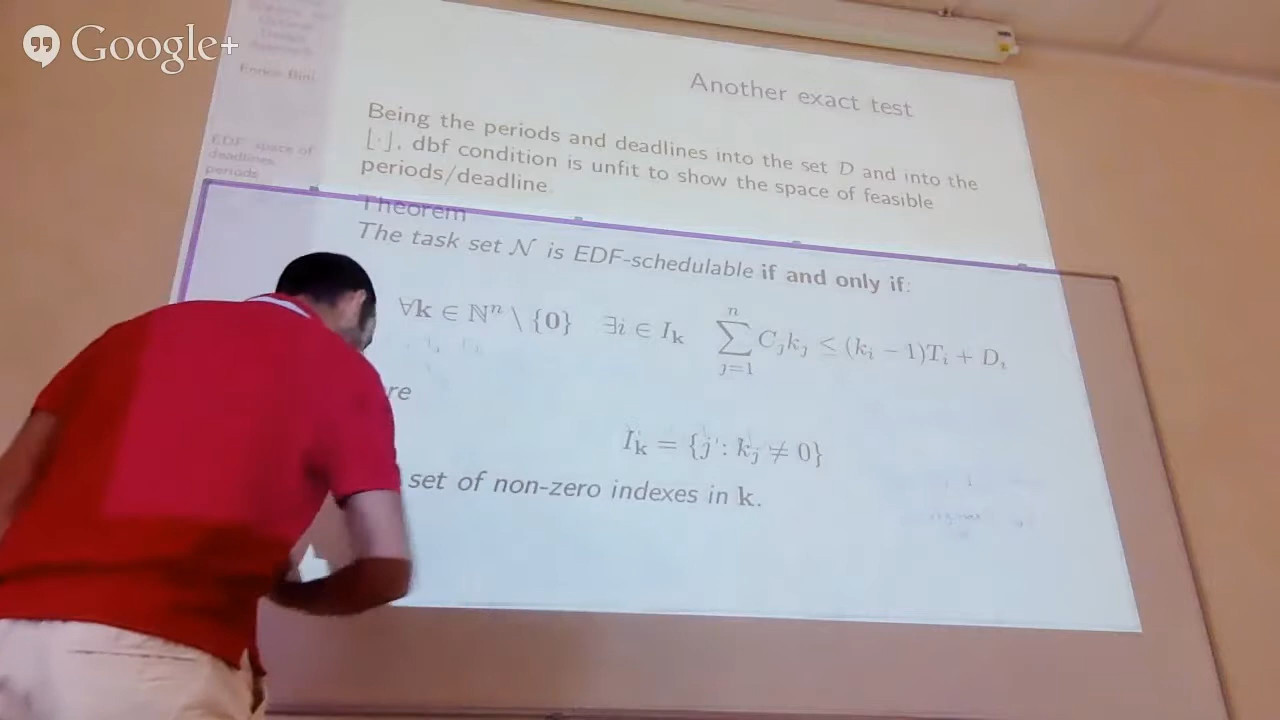 Google+
Enrico Bini
Another exact test
Being the periods and deadlines into the set D and into the
⌊·⌋, dbf condition is unfit to show the space of feasible
periods/deadline
EDF space of
deadlines,
periods
Theorem
The task set 𝒩 is EDF-schedulable if and only if:
∀k ∈ ℕⁿ \ {0} ∃i ∈ I_k ∑_{j=1}^{n} C_j k_j ≤ (k_i − 1)T_i + D_i
re
I_k = {j : k_j ≠ 0}
set of non-zero indexes in k.